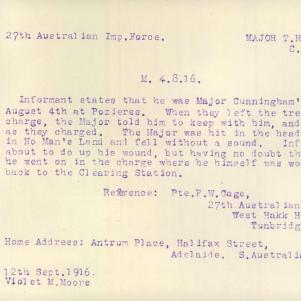 27th Australian Imp.Force. MAJOR T.H
C.
M. 4.8.16.
Informant states that he was Major Cunningham'
August 4th at Pozieres. When they left the tre
charge, the Major told him to keep with him, and
as they charged. The Major was hit in the head
in No Man's Land and fell without a sound. Inf
about to do up his wound, but having no doubt th
he went on in the charge where he himself was wo
back to the Clearing Station.
Reference: Pte.F.W.Gage,
27th Australian
West Hakk H
Tunbridg
Home Address: Antrum Place, Halifax Street,
Adelaide. S.Australi
12th Sept.1916.
Violet M.Moore